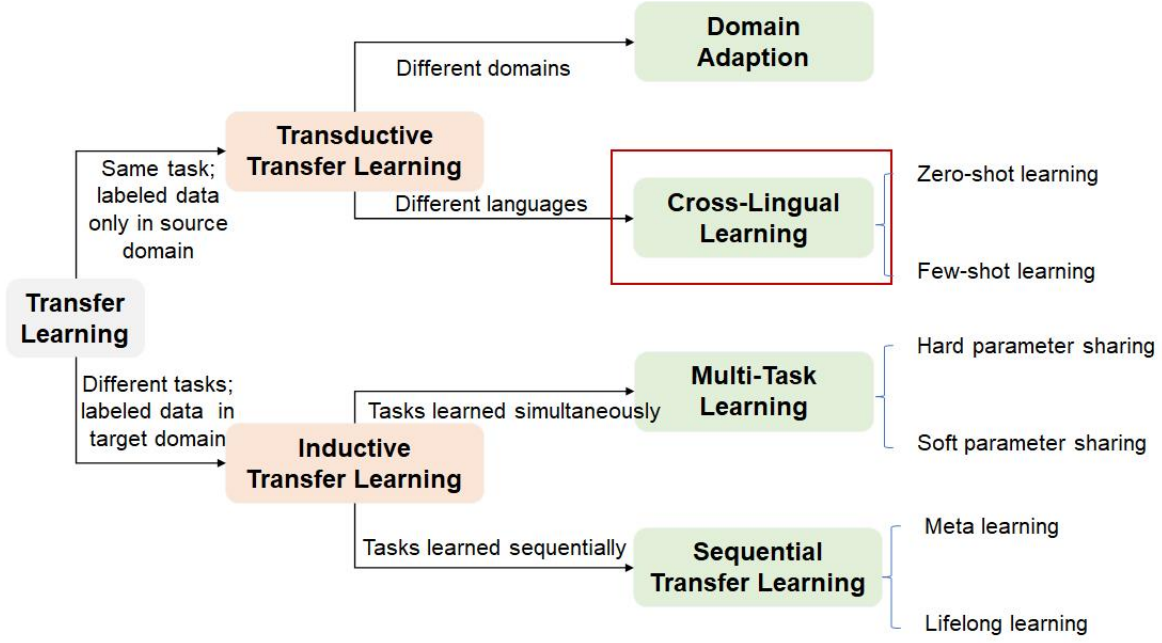 Domain
Adaption
Different domains
Transductive
Transfer Learning
Same task;
labeled data
only in source
domain
Different languages
Cross-Lingual
Learning
Zero-shot learning
Few-shot learning
Transfer
Learning
Different tasks;
labeled data in
target domain
Inductive
Transfer Learning
Tasks learned simultaneously
Multi-Task
Learning
Hard parameter sharing
Soft parameter sharing
Tasks learned sequentially
Sequential
Transfer Learning
Meta learning
Lifelong learning